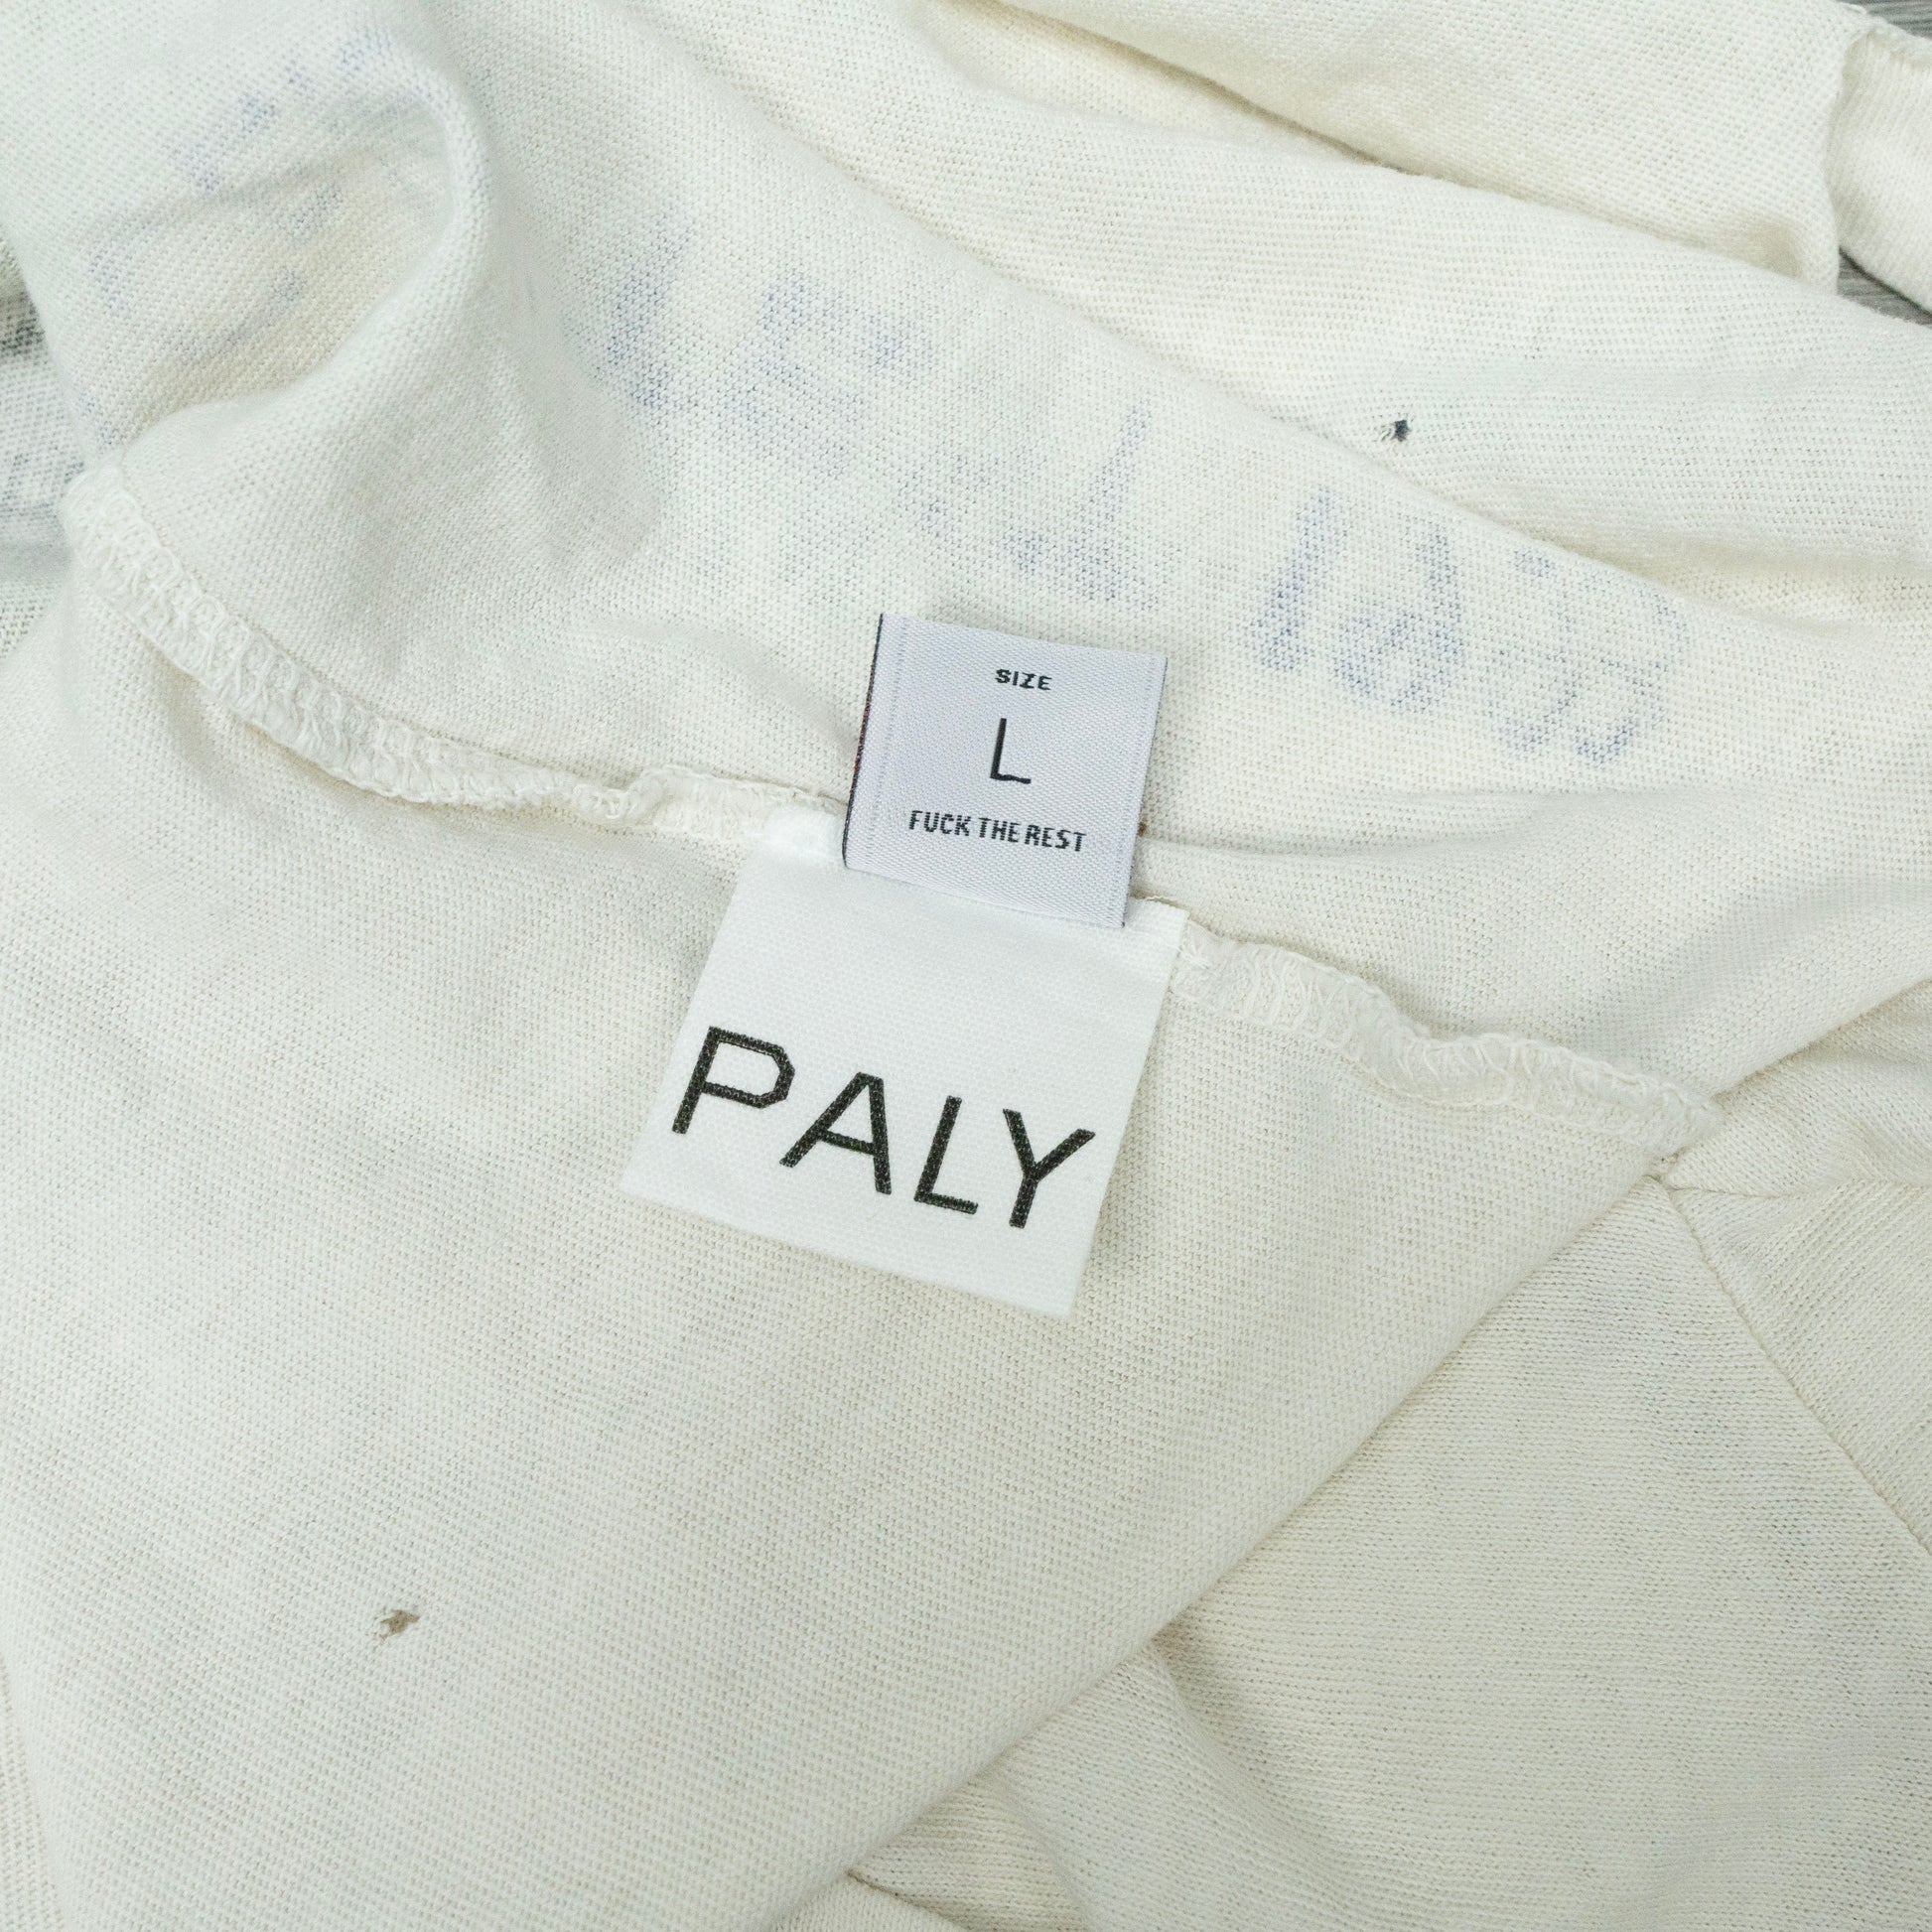 SIZE
L
FUCK THE REST
PALY